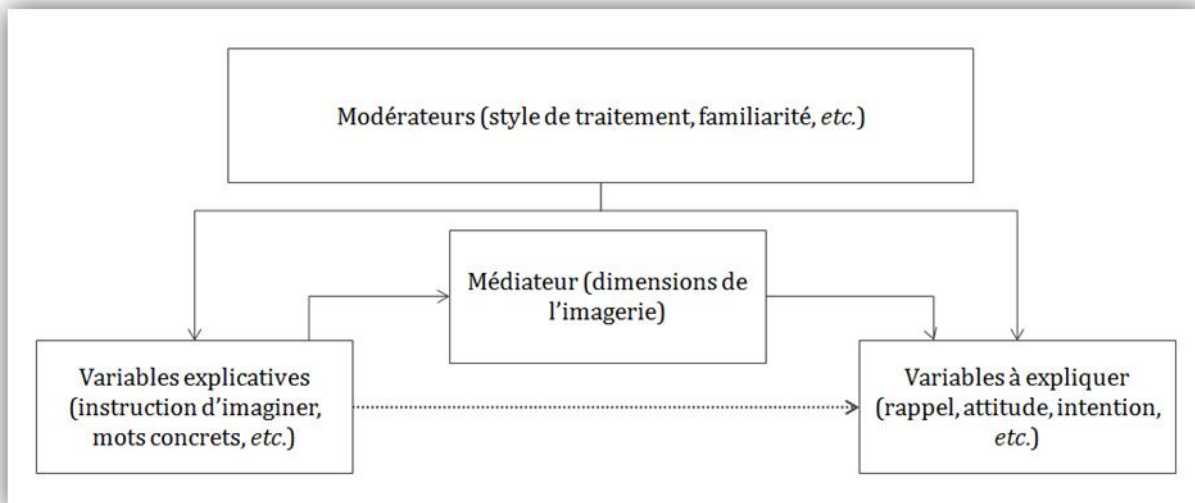 Modérateurs (style de traitement, familiarité, etc.)
Médiateur (dimensions de
l'imagerie)
Variables explicatives
(instruction d'imaginer,
mots concrets, etc.)
Variables à expliquer
(rappel, attitude, intention,
etc.)